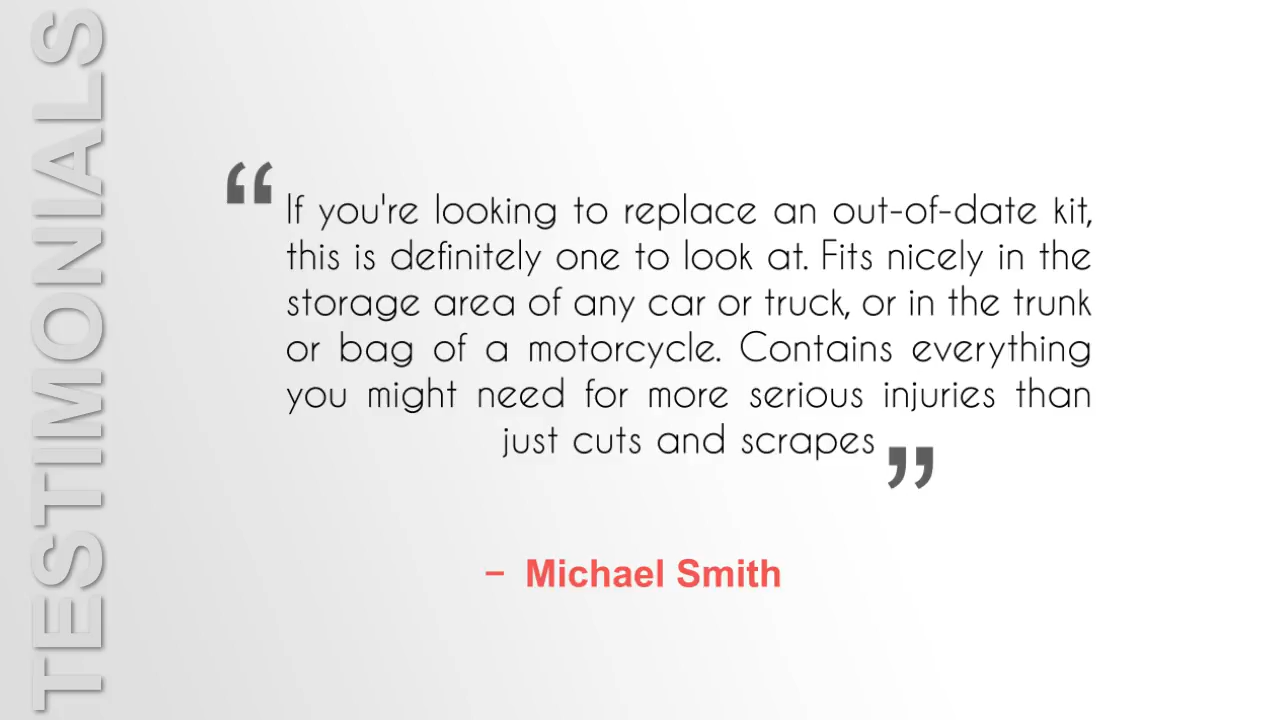 TESTIMONIALS
“If you're looking to replace an out-of-date kit,
this is definitely one to look at. Fits nicely in the
storage area of any car or truck, or in the trunk
or bag of a motorcycle. Contains everything
you might need for more serious injuries than
just cuts and scrapes”
– Michael Smith